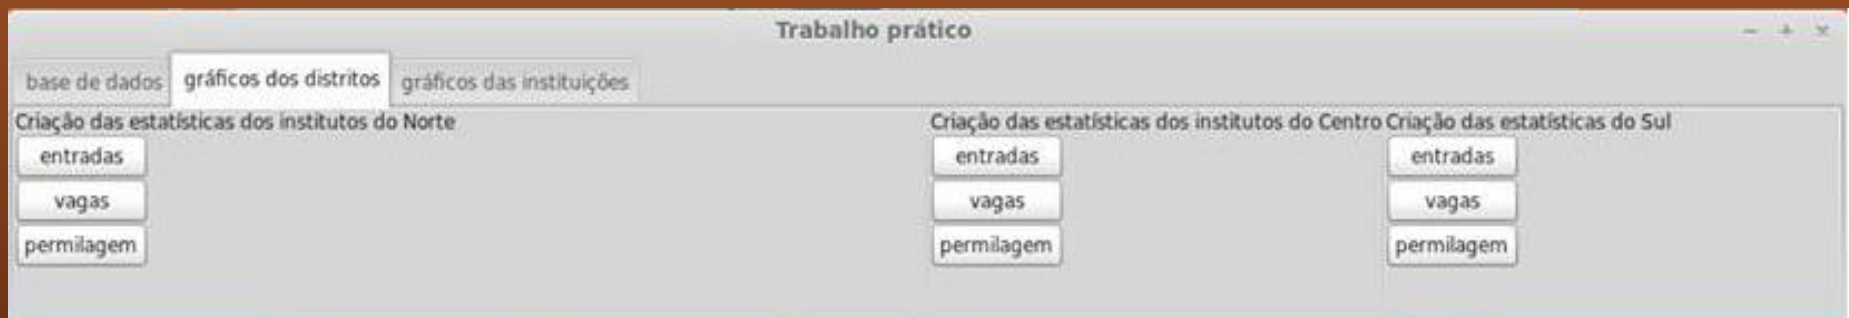 Trabalho prático
base de dados gráficos dos distritos gráficos das instituições
Criação das estatísticas dos institutos do Norte
entradas
vagas
permilagem
Criação das estatísticas dos institutos do Centro
entradas
vagas
permilagem
Criação das estatísticas do Sul
entradas
vagas
permilagem